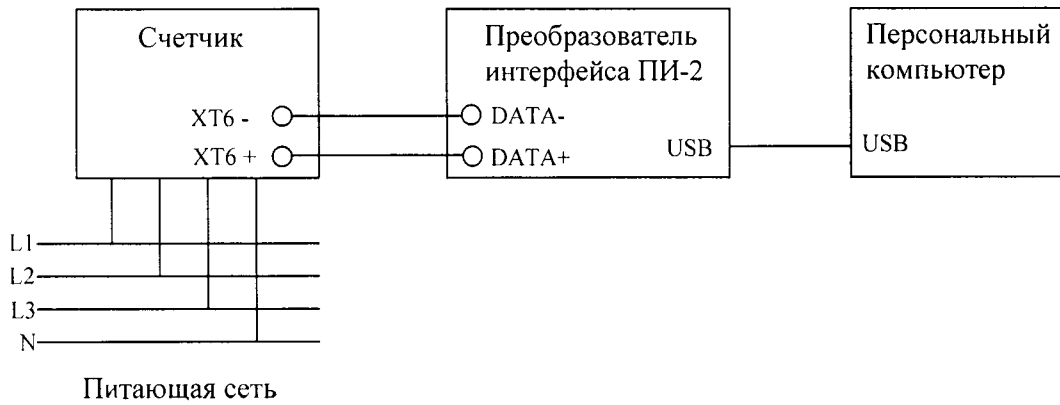 Счетчик
XT6 -
XT6 +
Преобразователь
интерфейса ПИ-2
DATA-
DATA+
USB
Персональный
компьютер
USB
L1
L2
L3
N
Питающая сеть